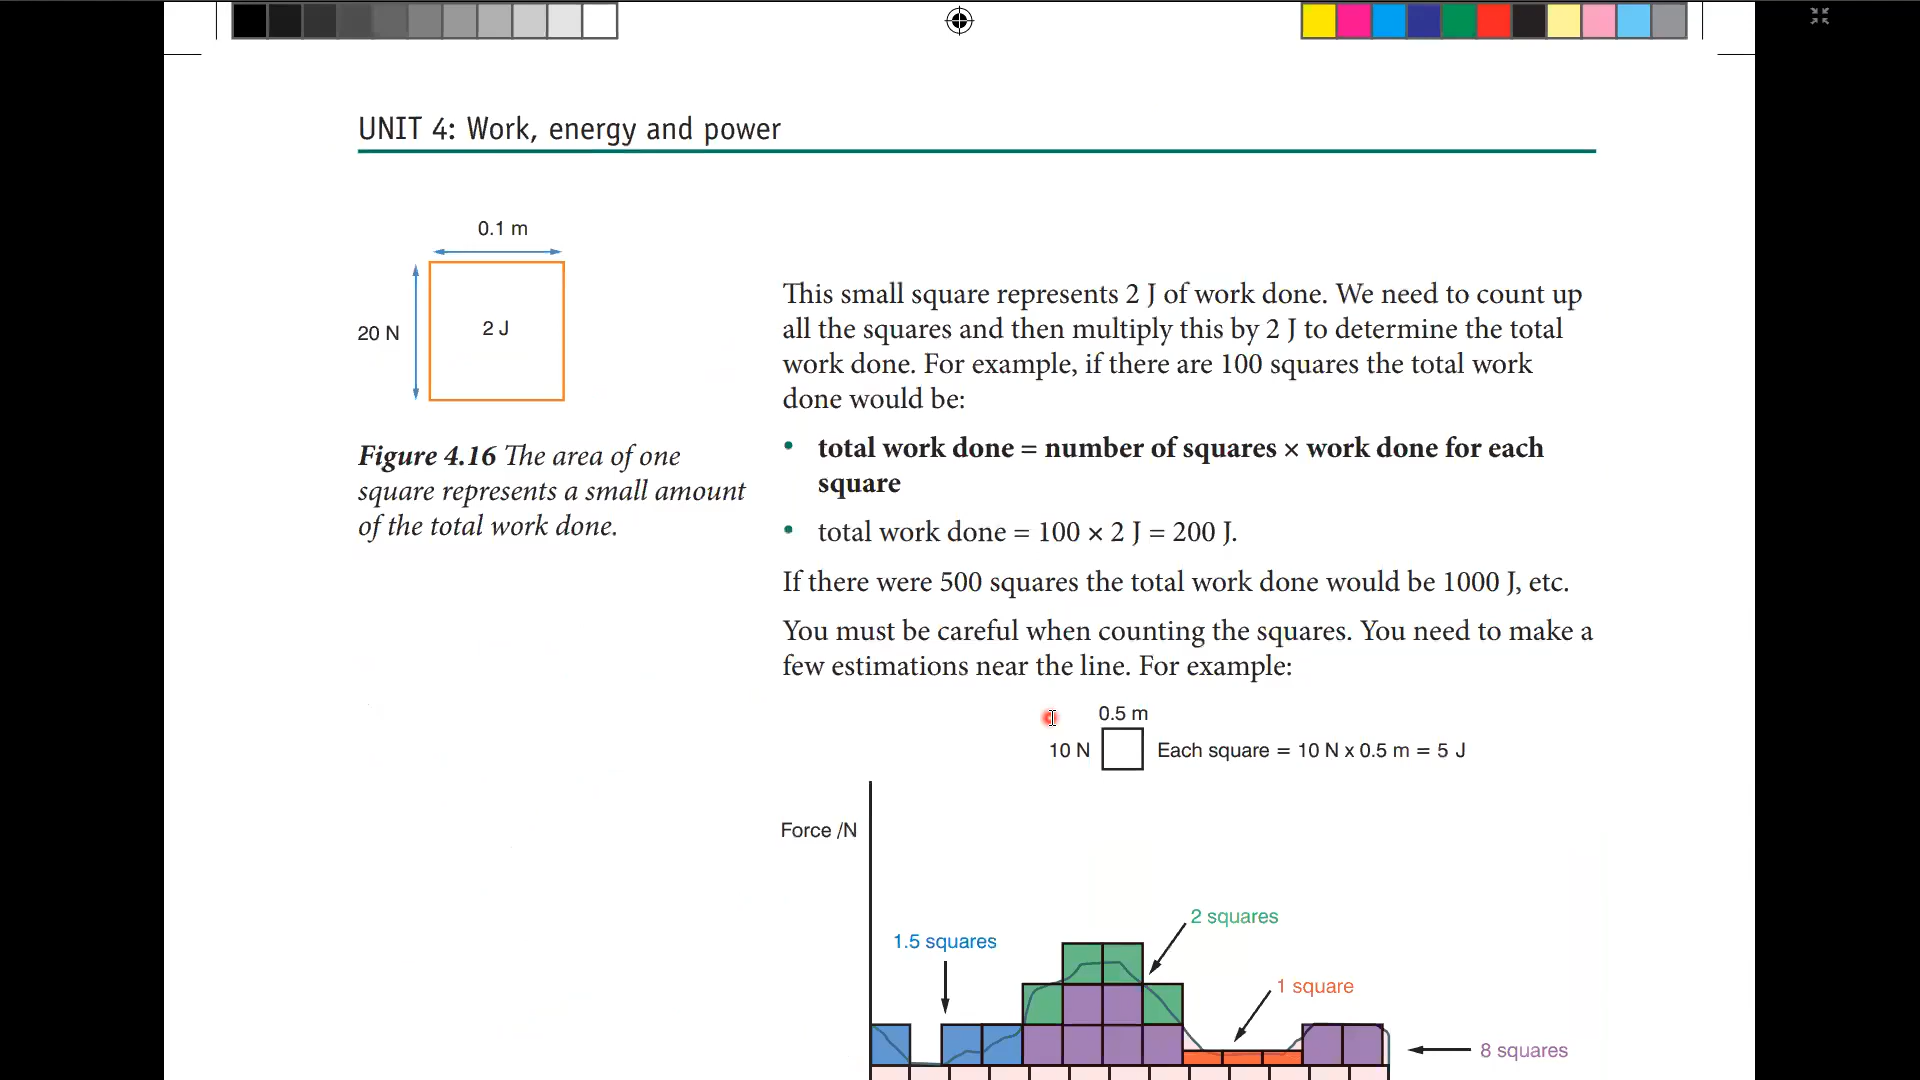 UNIT 4: Work, energy and power
0.1 m
20 N
2 J
Figure 4.16 The area of one
square represents a small amount
of the total work done.
This small square represents 2 J of work done. We need to count up
all the squares and then multiply this by 2 J to determine the total
work done. For example, if there are 100 squares the total work
done would be:
• total work done = number of squares × work done for each
square
• total work done = 100 × 2 J = 200 J.
If there were 500 squares the total work done would be 1000 J, etc.
You must be careful when counting the squares. You need to make a
few estimations near the line. For example:
0.5 m
10 N
Each square = 10 N x 0.5 m = 5 J
Force /N
2 squares
1.5 squares
1 square
8 squares